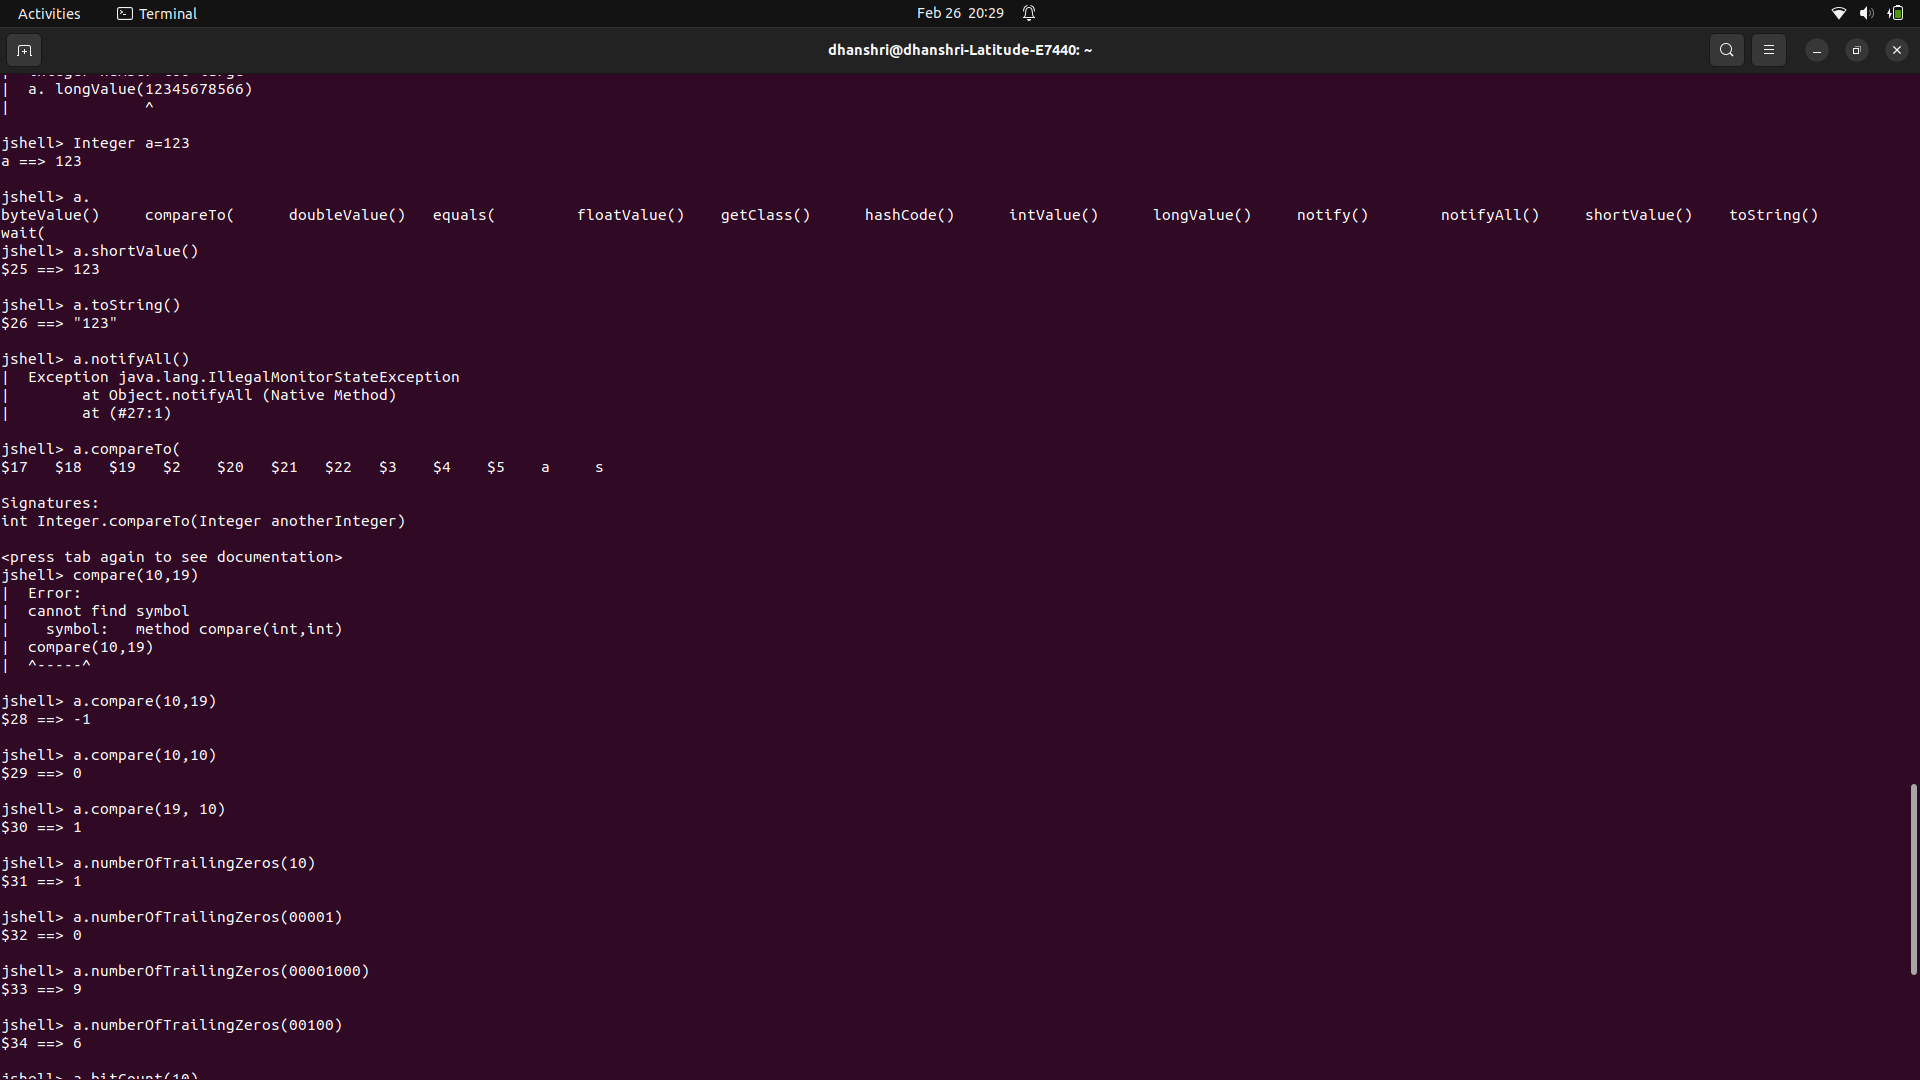 Activities Terminal Feb 26 20:29
dhanshri@dhanshri-Latitude-E7440: ~
| integer number too large
| a. longValue(12345678566)
| ^
jshell> Integer a=123
a ==> 123
jshell> a.
byteValue() compareTo( doubleValue() equals( floatValue() getClass() hashCode() intValue() longValue() notify() notifyAll() shortValue() toString()
wait(
jshell> a.shortValue()
$25 ==> 123
jshell> a.toString()
$26 ==> "123"
jshell> a.notifyAll()
| Exception java.lang.IllegalMonitorStateException
| at Object.notifyAll (Native Method)
| at (#27:1)
jshell> a.compareTo(
$17 $18 $19 $2 $20 $21 $22 $3 $4 $5 a s
Signatures:
int Integer.compareTo(Integer anotherInteger)
<press tab again to see documentation>
jshell> compare(10,19)
| Error:
| cannot find symbol
| symbol: method compare(int,int)
| compare(10,19)
| ^-----^
jshell> a.compare(10,19)
$28 ==> -1
jshell> a.compare(10,10)
$29 ==> 0
jshell> a.compare(19, 10)
$30 ==> 1
jshell> a.numberOfTrailingZeros(10)
$31 ==> 1
jshell> a.numberOfTrailingZeros(00001)
$32 ==> 0
jshell> a.numberOfTrailingZeros(00001000)
$33 ==> 9
jshell> a.numberOfTrailingZeros(00100)
$34 ==> 6
jshell> a.bitCount(10)